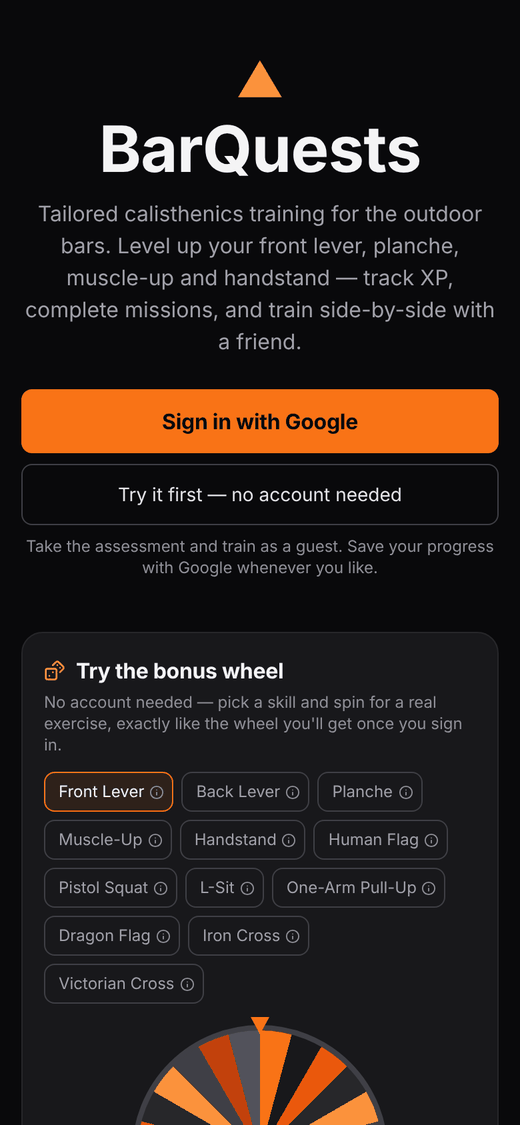 BarQuests
Tailored calisthenics training for the outdoor
bars. Level up your front lever, planche,
muscle-up and handstand — track XP,
complete missions, and train side-by-side with
a friend.
Sign in with Google
Try it first — no account needed
Take the assessment and train as a guest. Save your progress
with Google whenever you like.
Try the bonus wheel
No account needed — pick a skill and spin for a real
exercise, exactly like the wheel you'll get once you sign
in.
Front Lever Back Lever Planche
Muscle-Up Handstand Human Flag
Pistol Squat L-Sit One-Arm Pull-Up
Dragon Flag Iron Cross
Victorian Cross